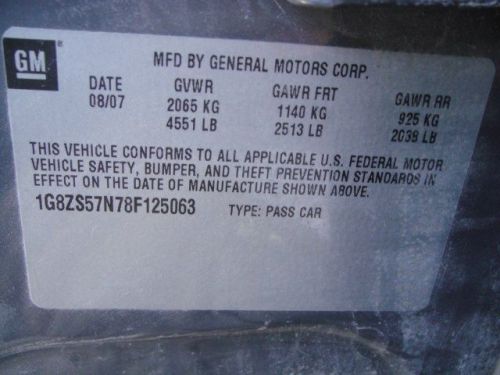 GM ®
MFD BY GENERAL MOTORS CORP.
DATE GVWR GAWR FRT GAWR RR
08/07 2065 KG 1140 KG 925 KG
4551 LB 2513 LB 2039 LB
THIS VEHICLE CONFORMS TO ALL APPLICABLE U.S. FEDERAL MOTOR
VEHICLE SAFETY, BUMPER, AND THEFT PREVENTION STANDARDS IN
EFFECT ON THE DATE OF MANUFACTURE SHOWN ABOVE.
1G8ZS57N78F125063 TYPE: PASS CAR